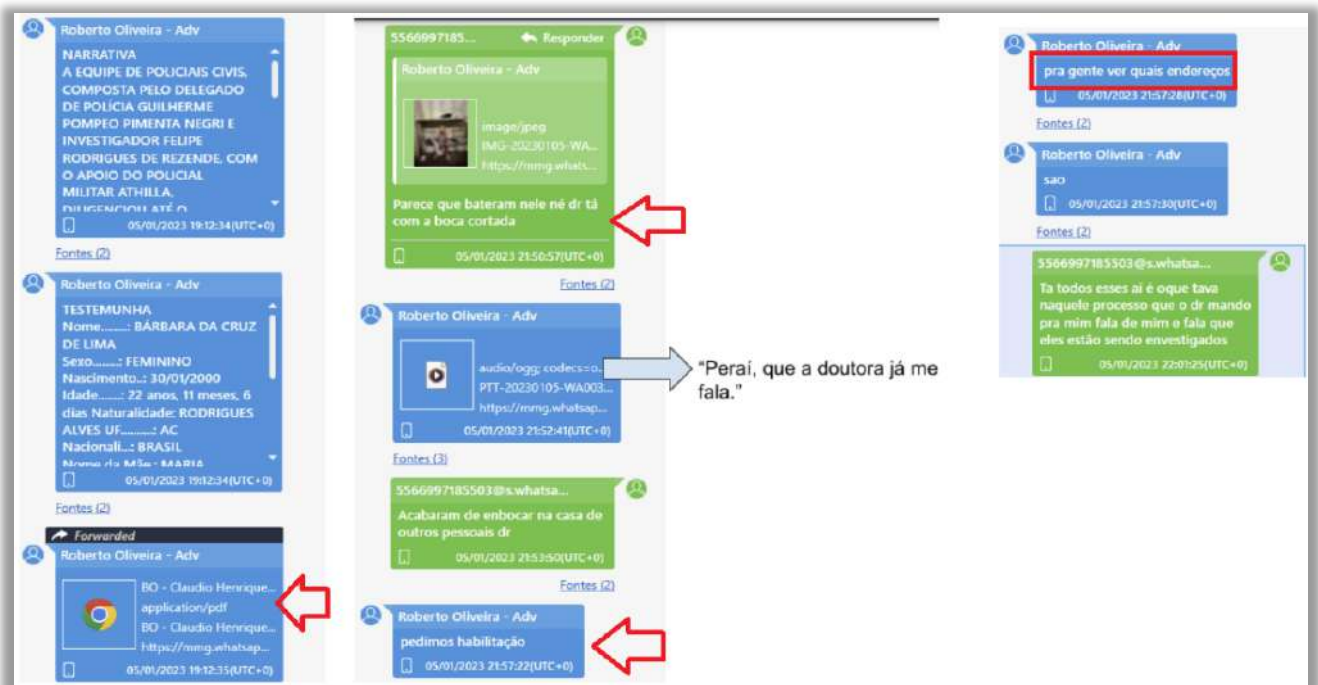 Roberto Oliveira - Adv
NARRATIVA
A EQUIPE DE POLICIAIS CIVIS,
COMPOSTA PELO DELEGADO
DE POLÍCIA GUILHERME
POMPEO PIMENTA NEGRI E
INVESTIGADOR FELIPE
RODRIGUES DE REZENDE, COM
O APOIO DO POLICIAL
MILITAR ATHILLA,
DILIGENCIOU ATÉ O
05/01/2023 19:12:34(UTC+0)
Fontes (2)
Roberto Oliveira - Adv
TESTEMUNHA
Nome.......: BÁRBARA DA CRUZ
DE LIMA
Sexo........: FEMININO
Nascimento..: 30/01/2000
Idade.......: 22 anos, 11 meses, 6
dias Naturalidade: RODRIGUES
ALVES UF.........: AC
Nacionali...: BRASIL
Nome da Mãe: MARIA
05/01/2023 19:12:34(UTC+0)
Fontes (2)
Forwarded
Roberto Oliveira - Adv
BO - Claudio Henrique...
application/pdf
BO - Claudio Henrique...
https://mmg.whatsap...
05/01/2023 19:12:35(UTC+0)
5566997185... Responder
Roberto Oliveira - Adv
image/jpeg
IMG-20230105-WA...
https://mmg.whats...
Parece que bateram nele né dr tá
com a boca cortada
05/01/2023 21:50:57(UTC+0)
Fontes (2)
Roberto Oliveira - Adv
audio/ogg; codecs=o...
PTT-20230105-WA003...
https://mmg.whatsap...
05/01/2023 21:52:41(UTC+0)
Fontes (3)
"Peraí, que a doutora já me
fala."
5566997185503@s.whatsa...
Acabaram de enbocar na casa de
outros pessoais dr
05/01/2023 21:53:50(UTC+0)
Fontes (2)
Roberto Oliveira - Adv
pedimos habilitação
05/01/2023 21:57:22(UTC+0)
Roberto Oliveira - Adv
pra gente ver quais endereços
05/01/2023 21:57:28(UTC+0)
Fontes (2)
Roberto Oliveira - Adv
sao
05/01/2023 21:57:30(UTC+0)
Fontes (2)
5566997185503@s.whatsa...
Ta todos esses ai é oque tava
naquele processo que o dr mando
pra mim fala de mim e fala que
eles estão sendo envestigados
05/01/2023 22:01:25(UTC+0)